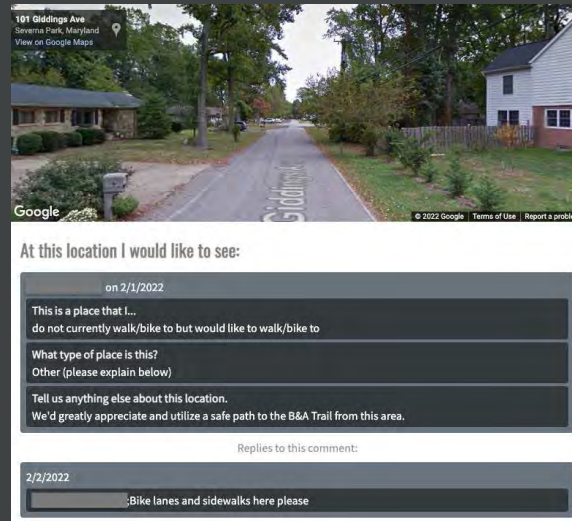 101 Giddings Ave
Severna Park, Maryland
View on Google Maps
Giddings A
Google
© 2022 Google Terms of Use Report a proble
At this location I would like to see:
on 2/1/2022
This is a place that I...
do not currently walk/bike to but would like to walk/bike to
What type of place is this?
Other (please explain below)
Tell us anything else about this location.
We'd greatly appreciate and utilize a safe path to the B&A Trail from this area.
Replies to this comment:
2/2/2022
;Bike lanes and sidewalks here please